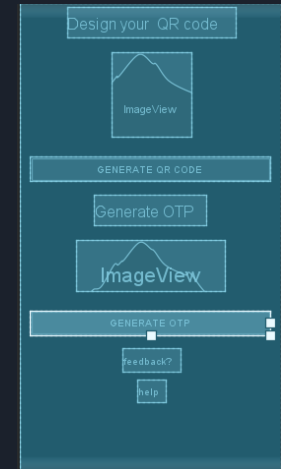 Design your QR code
ImageView
GENERATE QR CODE
Generate OTP
ImageView
GENERATE OTP
feedback?
help